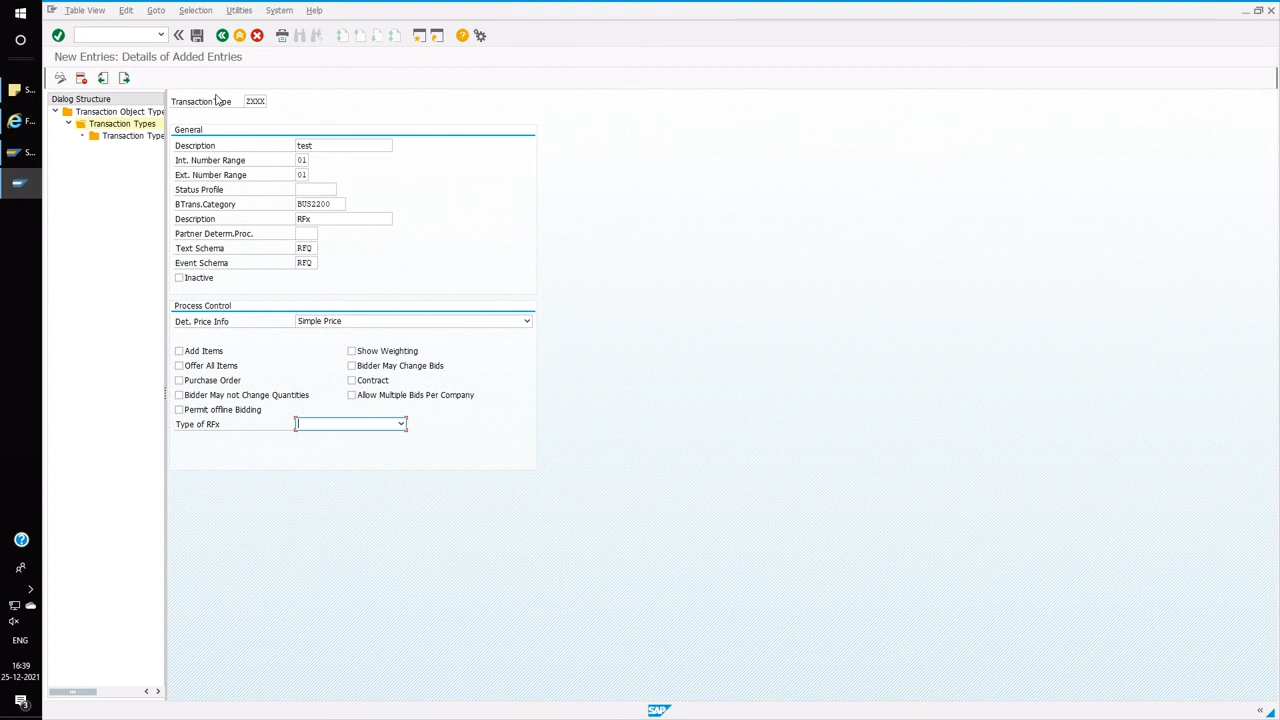 Table View Edit Goto Selection Utilities System Help
New Entries: Details of Added Entries
Dialog Structure
Transaction Object Type
Transaction Types
Transaction Type
Transaction Type ZXXX
General
Description test
Int. Number Range 01
Ext. Number Range 01
Status Profile
BTrans.Category BUS2200
Description RFx
Partner Determ.Proc.
Text Schema RFQ
Event Schema RFQ
Inactive
Process Control
Det. Price Info Simple Price
Add Items Show Weighting
Offer All Items Bidder May Change Bids
Purchase Order Contract
Bidder May not Change Quantities Allow Multiple Bids Per Company
Permit offline Bidding
Type of RFx
S...
F...
S...
ENG
16:39
25-12-2021
3
SAP